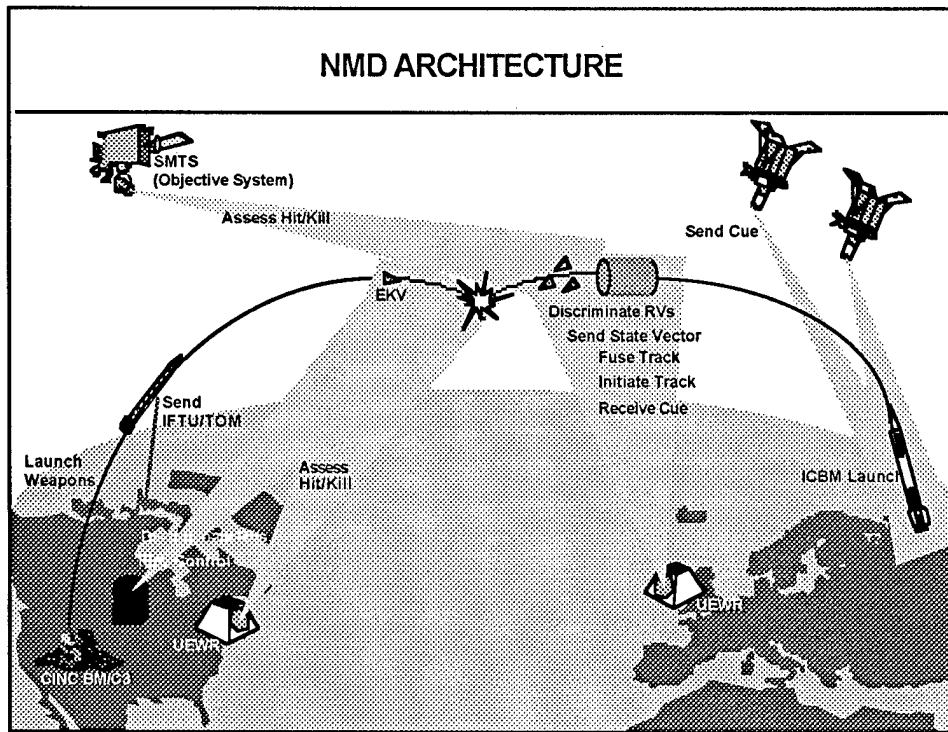 NMD ARCHITECTURE
SMTS
(Objective System)
Assess Hit/Kill
Send Cue
EKV
Discriminate RVs
Send State Vector
Fuse Track
Initiate Track
Receive Cue
Send
IFTU/TOM
Launch
Weapons
Assess
Hit/Kill
ICBM Launch
UEWR
UEWR
CINC BM/C3